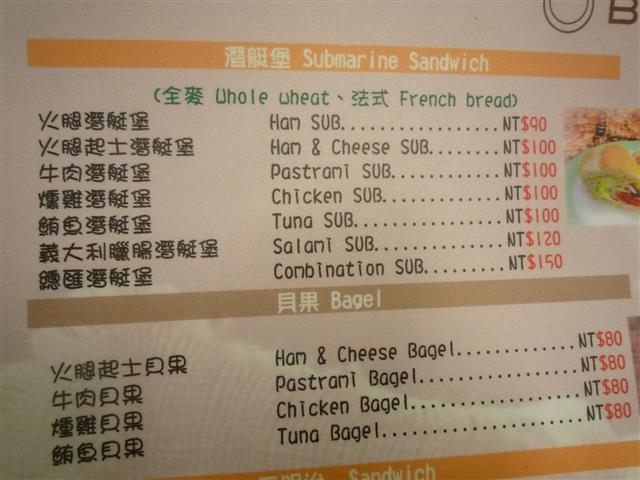 潛艇堡 Submarine Sandwich
(全麥 Whole wheat、法式 French bread)
火腿潛艇堡 Ham SUB.................NT$90
火腿起士潛艇堡 Ham & Cheese SUB........NT$100
牛肉潛艇堡 Pastrami SUB............NT$100
燻雞潛艇堡 Chicken SUB.............NT$100
鮪魚潛艇堡 Tuna SUB................NT$100
義大利臘腸潛艇堡 Salami SUB..............NT$120
總匯潛艇堡 Combination SUB.........NT$150
貝果 Bagel
火腿起士貝果 Ham & Cheese Bagel.............NT$80
牛肉貝果 Pastrami Bagel.................NT$80
燻雞貝果 Chicken Bagel..................NT$80
鮪魚貝果 Tuna Bagel.....................NT$80
Sandwich